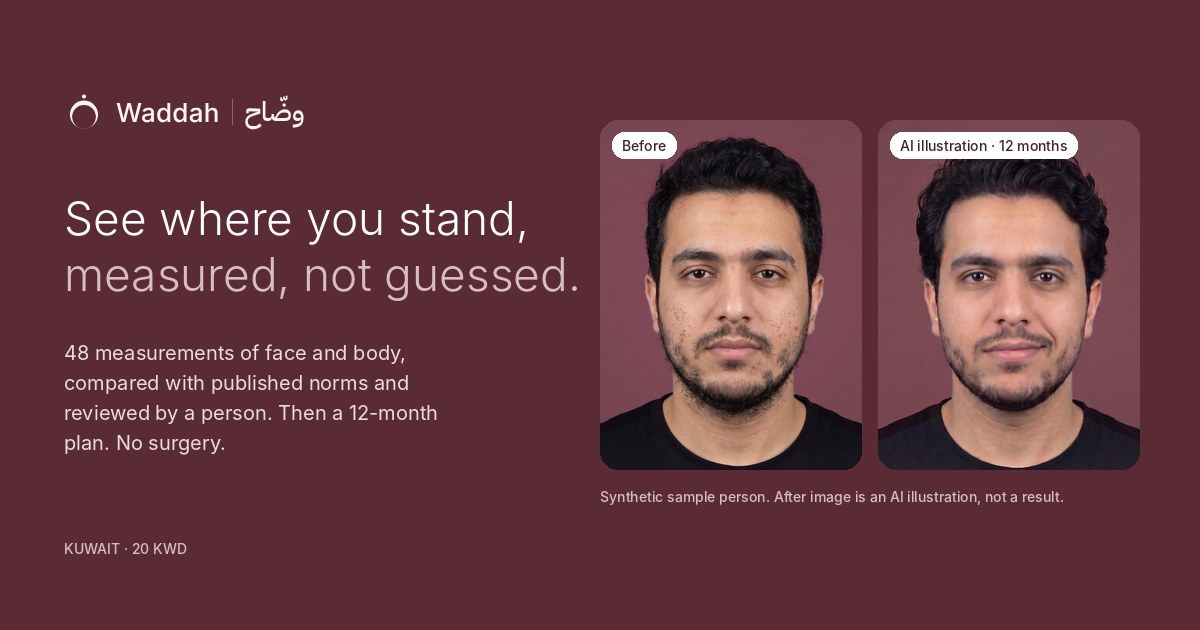 Waddah | وضّاح
See where you stand,
measured, not guessed.
48 measurements of face and body,
compared with published norms and
reviewed by a person. Then a 12-month
plan. No surgery.
KUWAIT · 20 KWD
Before
AI illustration · 12 months
Synthetic sample person. After image is an AI illustration, not a result.